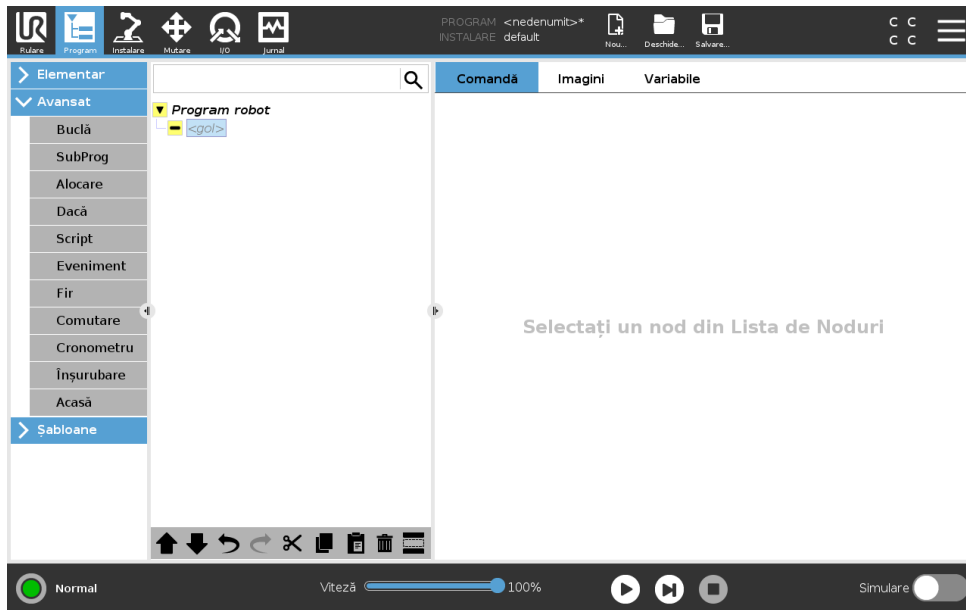 UR
Rulare Program Instalare Mutare I/O Jurnal
PROGRAM <nedenumit>*
INSTALARE default
Nou... Deschide... Salvare...
C C
C C
Elementar
Avansat
Buclă
SubProg
Alocare
Dacă
Script
Eveniment
Fir
Comutare
Cronometru
Înșurubare
Acasă
Șabloane
Program robot
<gol>
Comandă Imagini Variabile
Selectați un nod din Lista de Noduri
Normal
Viteză 100%
Simulare